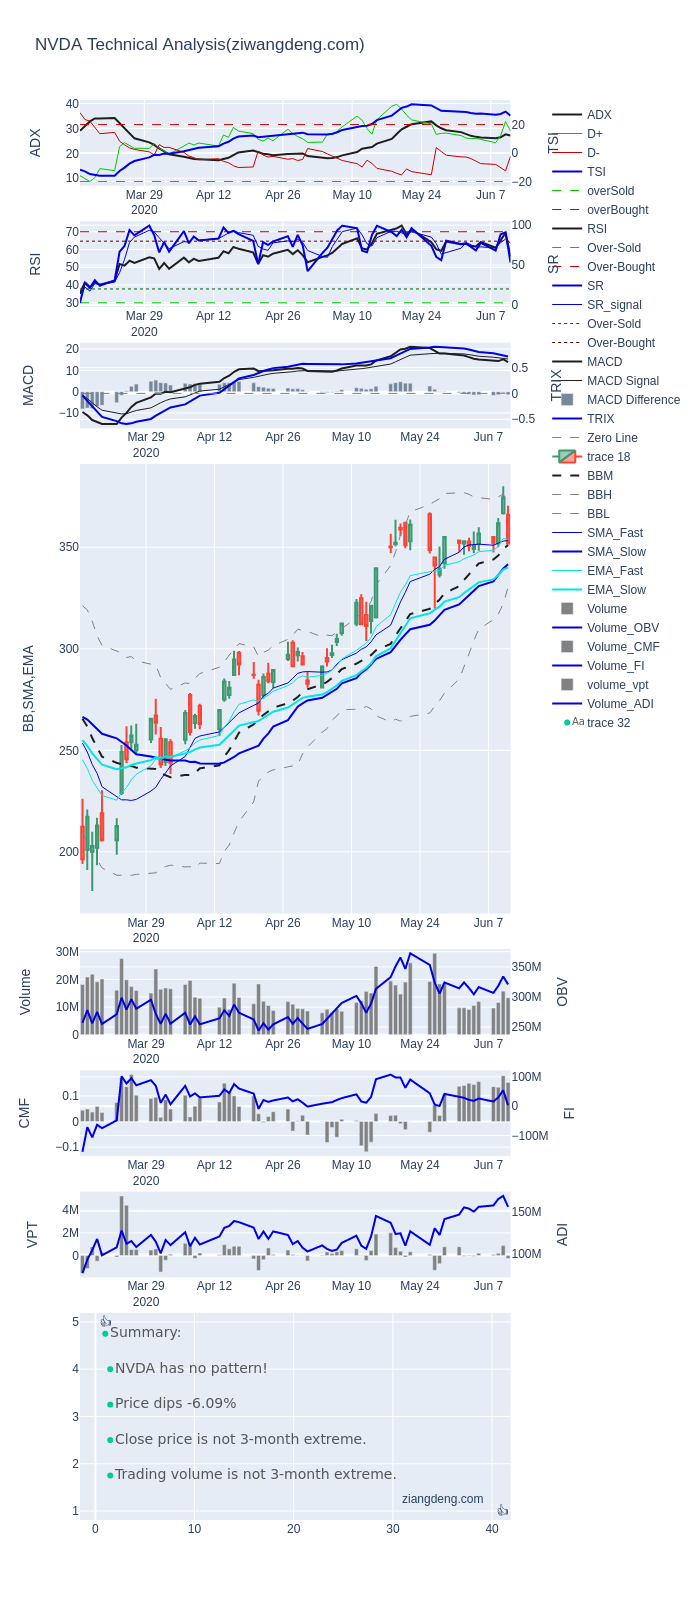 NVDA Technical Analysis(ziwangdeng.com)
40
30
20
10
ADX
20
0
−20
TSI
Mar 29
2020
Apr 12
Apr 26
May 10
May 24
Jun 7
70
60
50
40
30
RSI
100
50
0
SR
Mar 29
2020
Apr 12
Apr 26
May 10
May 24
Jun 7
20
10
0
−10
MACD
0.5
0
−0.5
TRIX
Mar 29
2020
Apr 12
Apr 26
May 10
May 24
Jun 7
350
300
250
200
BB,SMA,EMA
Mar 29
2020
Apr 12
Apr 26
May 10
May 24
Jun 7
30M
20M
10M
0
Volume
350M
300M
250M
OBV
Mar 29
2020
Apr 12
Apr 26
May 10
May 24
Jun 7
0.1
0
−0.1
CMF
100M
0
−100M
FI
Mar 29
2020
Apr 12
Apr 26
May 10
May 24
Jun 7
4M
2M
0
VPT
150M
100M
ADI
Mar 29
2020
Apr 12
Apr 26
May 10
May 24
Jun 7
5
4
3
2
1
Summary:
NVDA has no pattern!
Price dips -6.09%
Close price is not 3-month extreme.
Trading volume is not 3-month extreme.
ziangdeng.com
0
10
20
30
40
ADX
D+
D-
TSI
overSold
overBought
RSI
Over-Sold
Over-Bought
SR
SR_signal
Over-Sold
Over-Bought
MACD
MACD Signal
MACD Difference
TRIX
Zero Line
trace 18
BBM
BBH
BBL
SMA_Fast
SMA_Slow
EMA_Fast
EMA_Slow
Volume
Volume_OBV
Volume_CMF
Volume_FI
volume_vpt
Volume_ADI
Aa trace 32